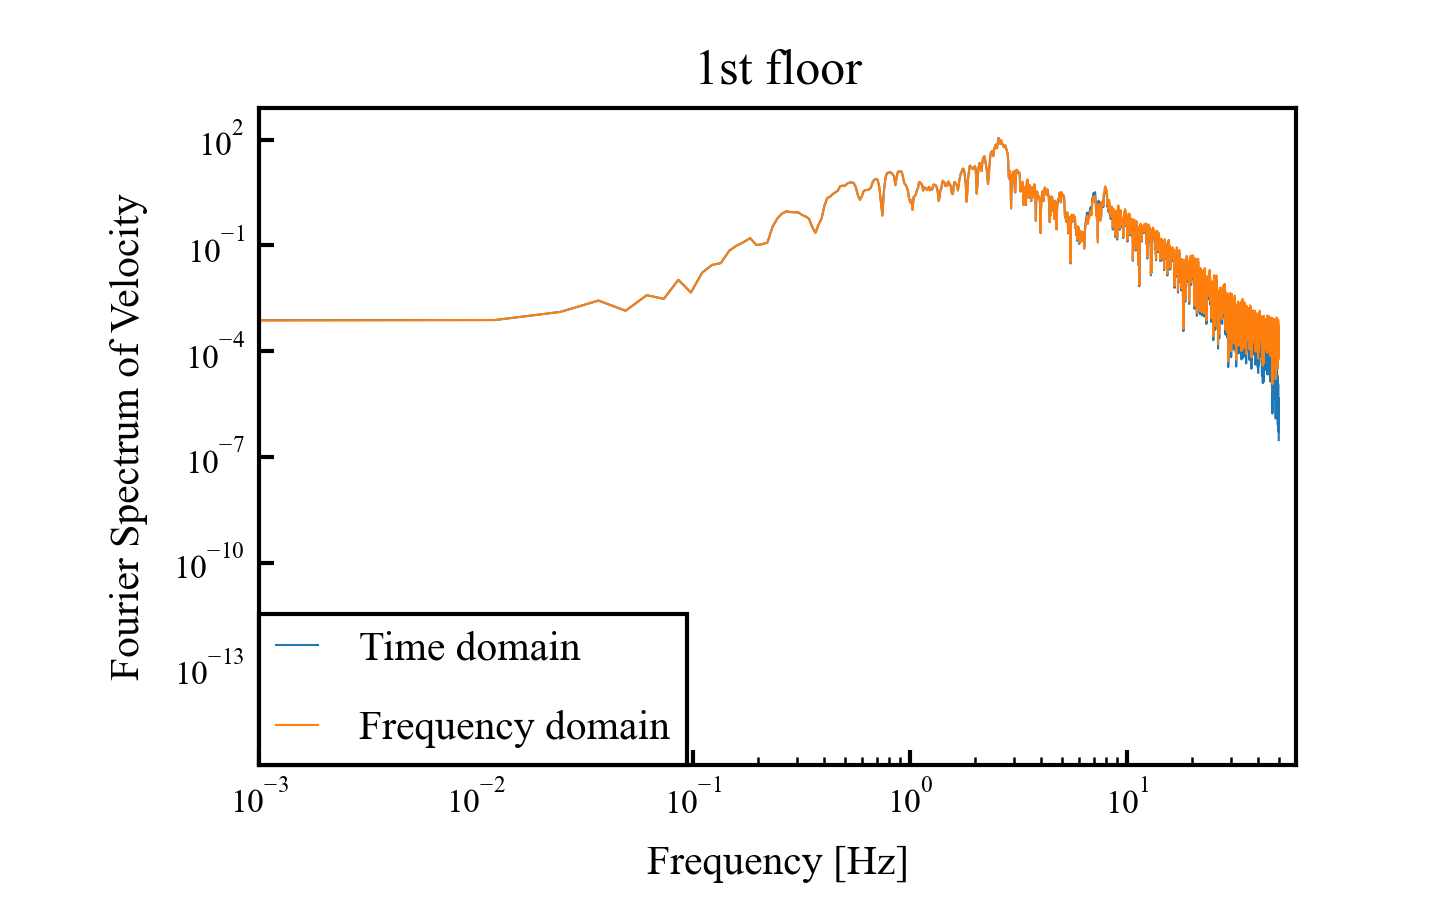 1st floor
Fourier Spectrum of Velocity
10²
10⁻¹
10⁻⁴
10⁻⁷
10⁻¹⁰
10⁻¹³
Time domain
Frequency domain
10⁻³ 10⁻² 10⁻¹ 10⁰ 10¹
Frequency [Hz]